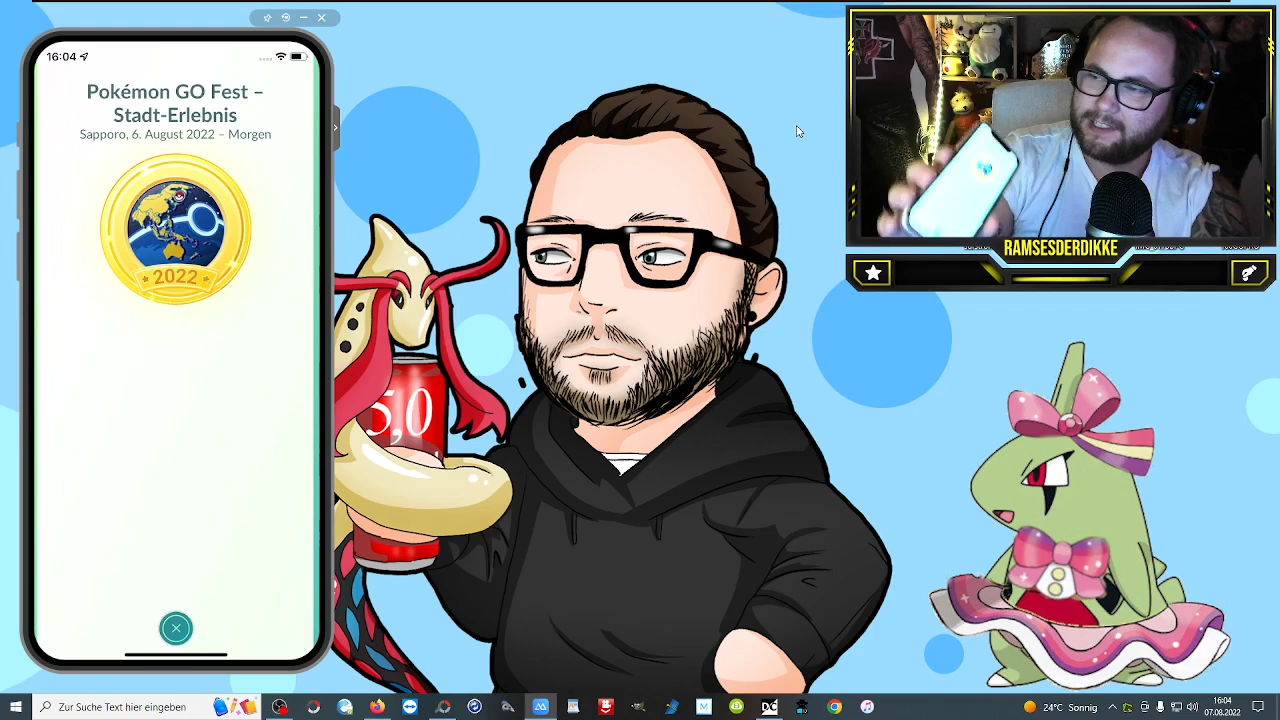 16:04
Pokémon GO Fest –
Stadt-Erlebnis
Sapporo, 6. August 2022 – Morgen
2022
5,0
RAMSESDERDIKKE
Zur Suche Text hier eingeben
24°C Sonnig
16:04
07.08.2022